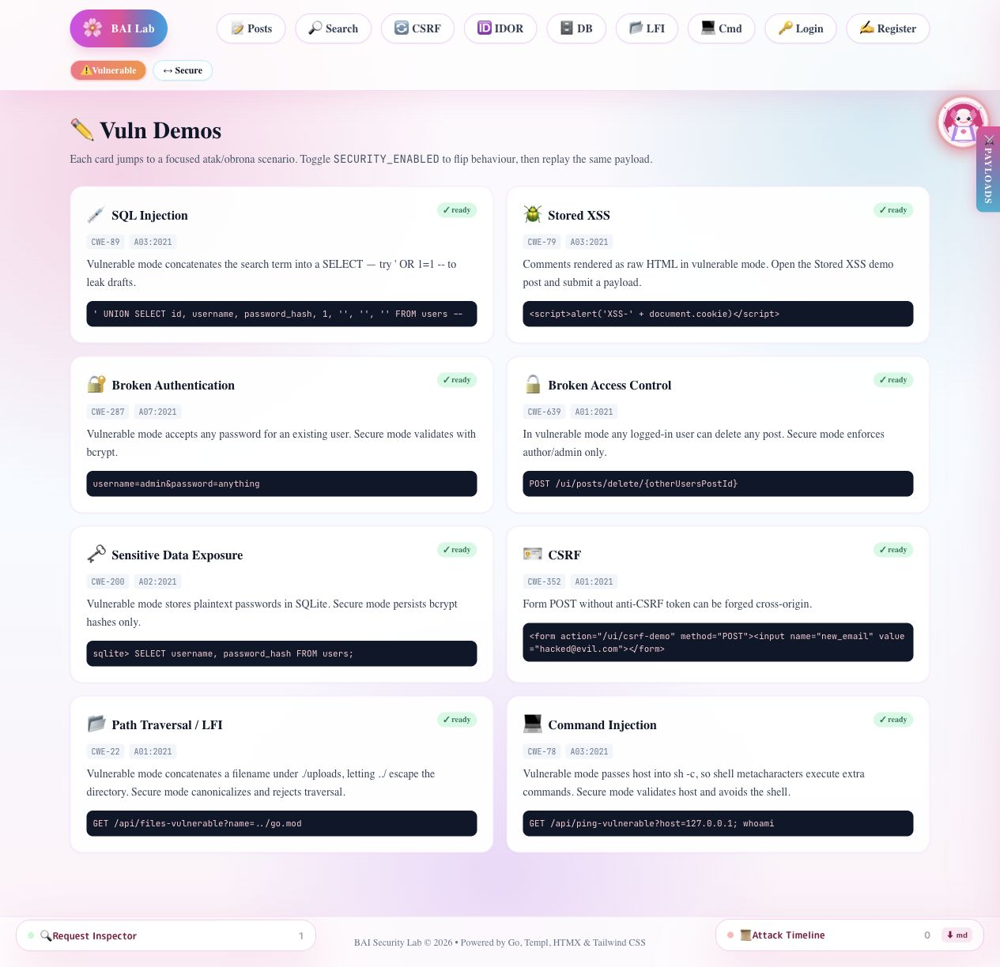 BAI Lab
Posts
Search
CSRF
IDOR
DB
LFI
Cmd
Login
Register
Vulnerable
↔ Secure
Vuln Demos
Each card jumps to a focused atak/obrona scenario. Toggle SECURITY_ENABLED to flip behaviour, then replay the same payload.
PAYLOADS
SQL Injection
✓ ready
CWE-89 A03:2021
Vulnerable mode concatenates the search term into a SELECT — try ' OR 1=1 -- to
leak drafts.
' UNION SELECT id, username, password_hash, 1, '', '', '' FROM users --
Stored XSS
✓ ready
CWE-79 A03:2021
Comments rendered as raw HTML in vulnerable mode. Open the Stored XSS demo
post and submit a payload.
<script>alert('XSS-' + document.cookie)</script>
Broken Authentication
✓ ready
CWE-287 A07:2021
Vulnerable mode accepts any password for an existing user. Secure mode validates with
bcrypt.
username=admin&password=anything
Broken Access Control
✓ ready
CWE-639 A01:2021
In vulnerable mode any logged-in user can delete any post. Secure mode enforces
author/admin only.
POST /ui/posts/delete/{otherUsersPostId}
Sensitive Data Exposure
✓ ready
CWE-200 A02:2021
Vulnerable mode stores plaintext passwords in SQLite. Secure mode persists bcrypt
hashes only.
sqlite> SELECT username, password_hash FROM users;
CSRF
✓ ready
CWE-352 A01:2021
Form POST without anti-CSRF token can be forged cross-origin.
<form action="/ui/csrf-demo" method="POST"><input name="new_email" value
="hacked@evil.com"></form>
Path Traversal / LFI
✓ ready
CWE-22 A01:2021
Vulnerable mode concatenates a filename under ./uploads, letting ../ escape the
directory. Secure mode canonicalizes and rejects traversal.
GET /api/files-vulnerable?name=../go.mod
Command Injection
✓ ready
CWE-78 A03:2021
Vulnerable mode passes host into sh -c, so shell metacharacters execute extra
commands. Secure mode validates host and avoids the shell.
GET /api/ping-vulnerable?host=127.0.0.1; whoami
Request Inspector 1
BAI Security Lab © 2026 • Powered by Go, Templ, HTMX & Tailwind CSS
Attack Timeline 0 ⬇ md